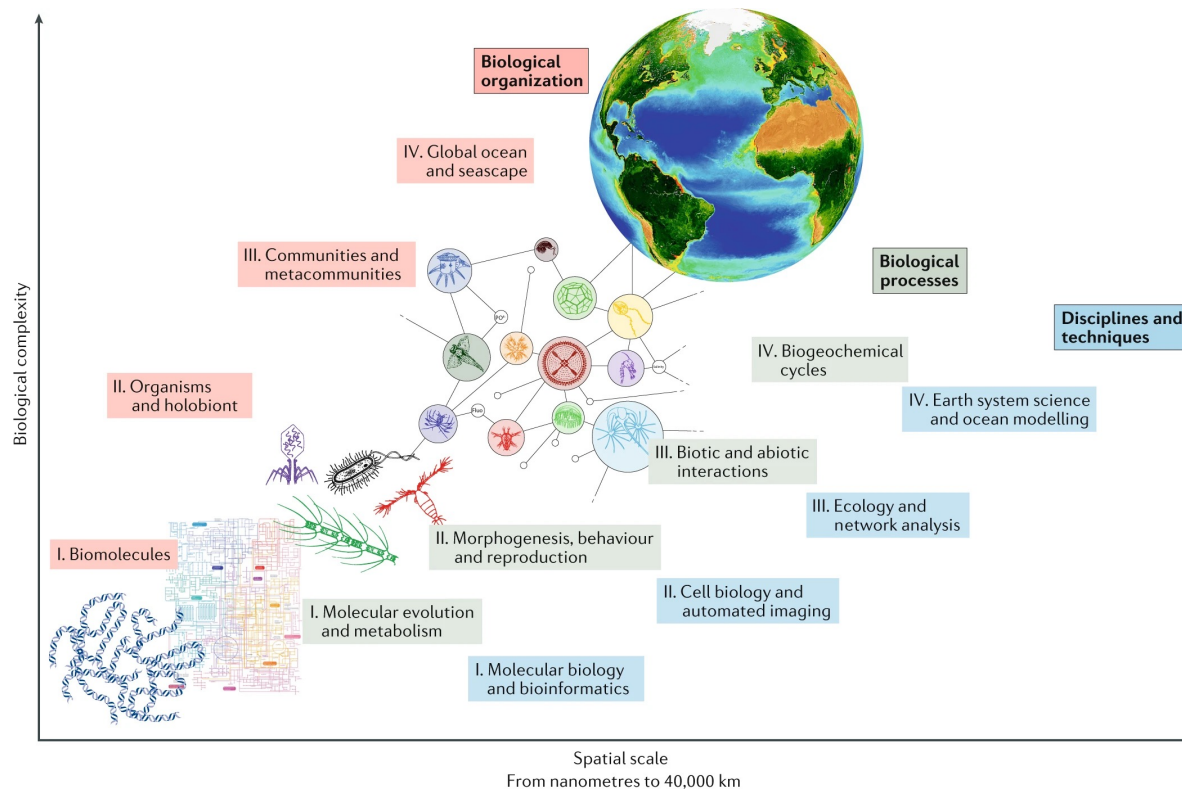 Biological
organization
IV. Global ocean
and seascape
III. Communities and
metacommunities
Biological
processes
Disciplines and
techniques
II. Organisms
and holobiont
IV. Biogeochemical
cycles
IV. Earth system science
and ocean modelling
Fluo
III. Biotic and abiotic
interactions
III. Ecology and
network analysis
I. Biomolecules
II. Morphogenesis, behaviour
and reproduction
II. Cell biology and
automated imaging
I. Molecular evolution
and metabolism
I. Molecular biology
and bioinformatics
Biological complexity
Spatial scale
From nanometres to 40,000 km